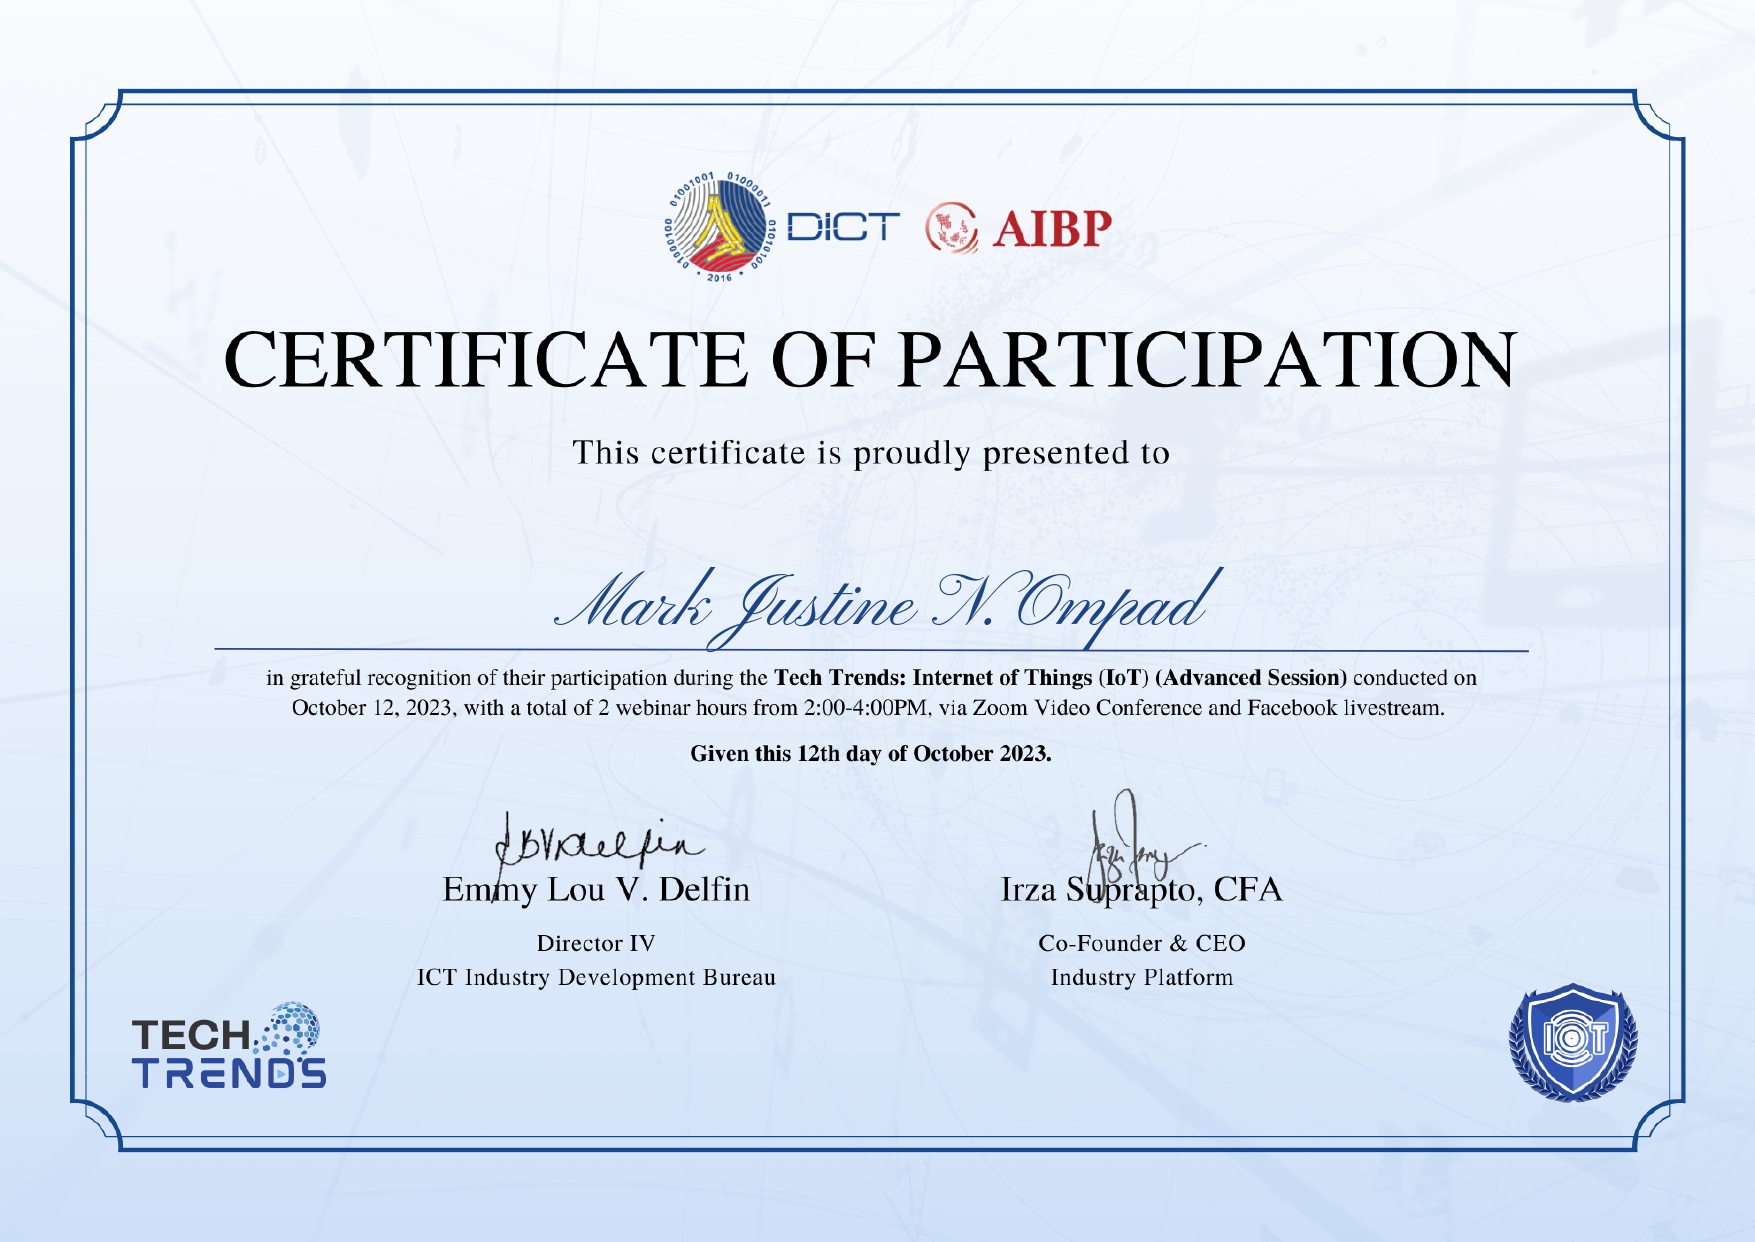 01000100 01001001 01000011 01010100
• 2016 •
DICT
AIBP
CERTIFICATE OF PARTICIPATION
This certificate is proudly presented to
Mark Justine N. Ompad
in grateful recognition of their participation during the Tech Trends: Internet of Things (IoT) (Advanced Session) conducted on
October 12, 2023, with a total of 2 webinar hours from 2:00-4:00PM, via Zoom Video Conference and Facebook livestream.
Given this 12th day of October 2023.
Emmy Lou V. Delfin
Irza Suprapto, CFA
Director IV
Co-Founder & CEO
ICT Industry Development Bureau
Industry Platform
TECH
TRENDS
IOT